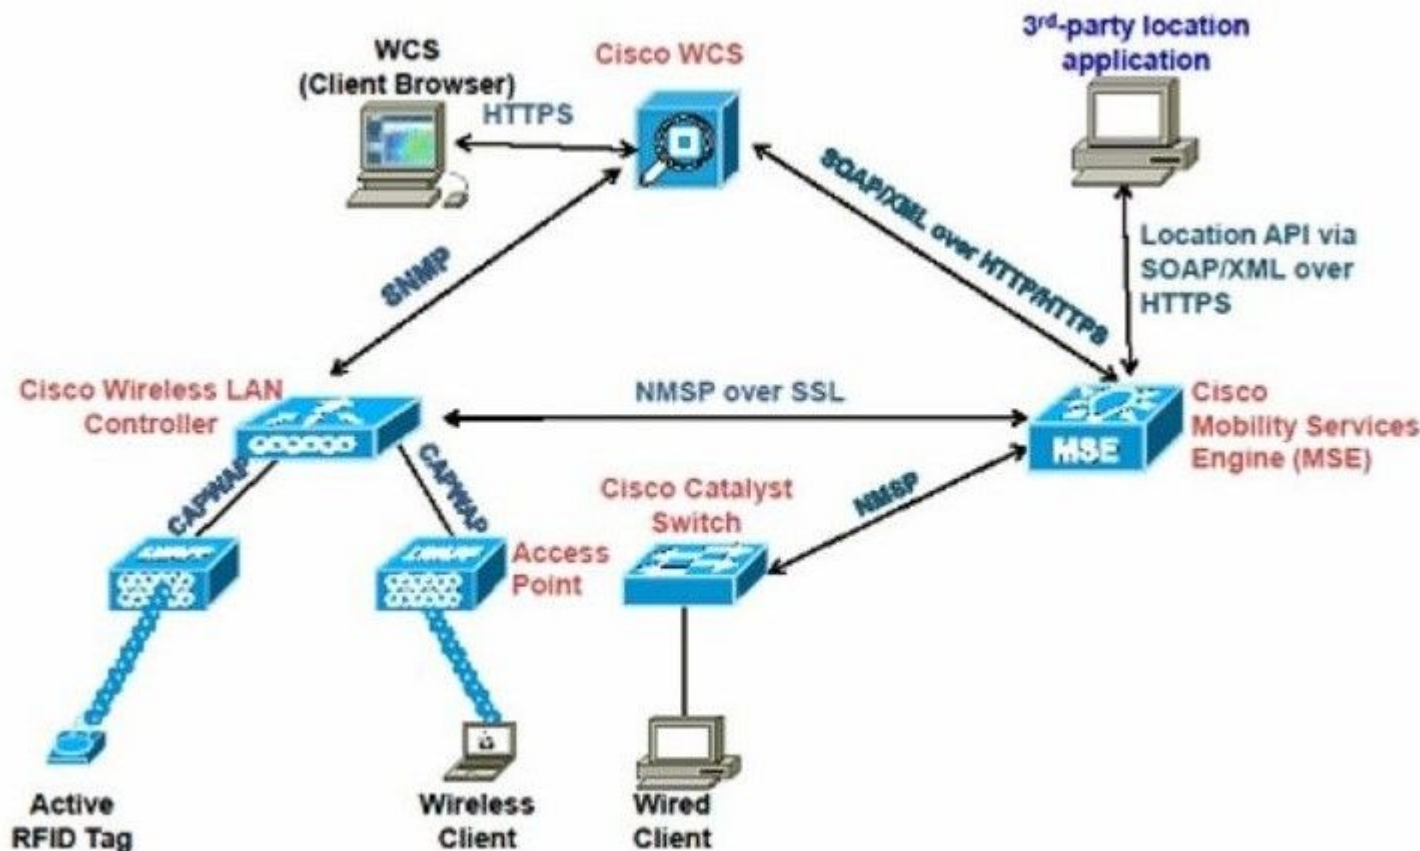 WCS
(Client Browser)
Cisco WCS
3rd-party location
application
HTTPS
SOAP/XML over HTTP/HTTPS
Location API via
SOAP/XML over
HTTPS
SNMP
Cisco Wireless LAN
Controller
NMSP over SSL
Cisco
Mobility Services
Engine (MSE)
MSE
CAPWAP
CAPWAP
Cisco Catalyst
Switch
NMSP
Access
Point
Active
RFID Tag
Wireless
Client
Wired
Client